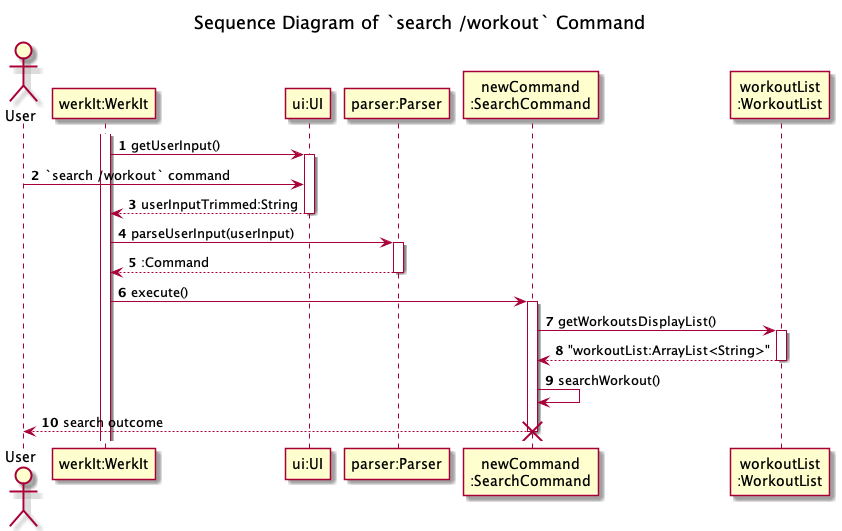 Sequence Diagram of `search /workout` Command
User
werkIt:WerkIt
ui:UI
parser:Parser
newCommand
:SearchCommand
workoutList
:WorkoutList
1 getUserInput()
2 `search /workout` command
3 userInputTrimmed:String
4 parseUserInput(userInput)
5 :Command
6 execute()
7 getWorkoutsDisplayList()
8 "workoutList:ArrayList<String>"
9 searchWorkout()
10 search outcome
User
werkIt:WerkIt
ui:UI
parser:Parser
newCommand
:SearchCommand
workoutList
:WorkoutList